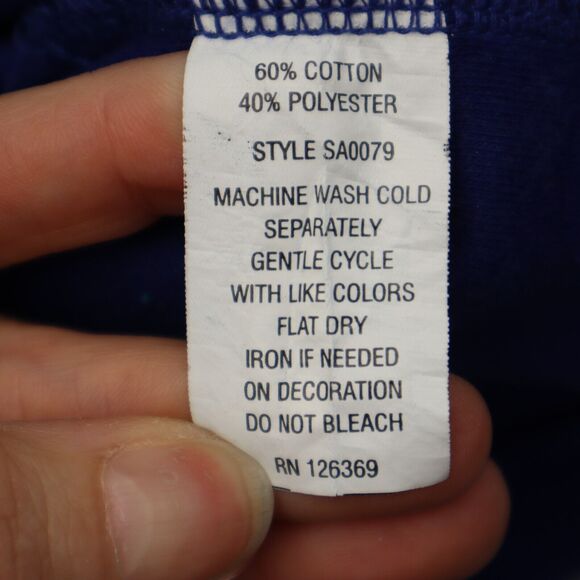 60% COTTON
40% POLYESTER
STYLE SA0079
MACHINE WASH COLD
SEPARATELY
GENTLE CYCLE
WITH LIKE COLORS
FLAT DRY
IRON IF NEEDED
ON DECORATION
DO NOT BLEACH
RN 126369